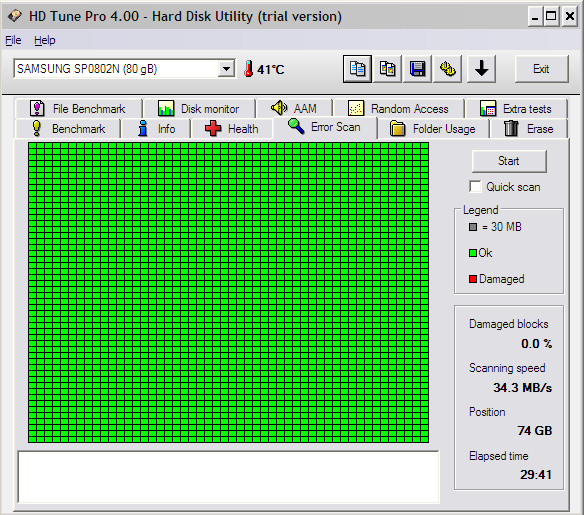 HD Tune Pro 4.00 - Hard Disk Utility (trial version)
File Help
SAMSUNG SP0802N (80 gB) 41°C Exit
File Benchmark Disk monitor AAM Random Access Extra tests
Benchmark Info Health Error Scan Folder Usage Erase
Start
Quick scan
Legend
= 30 MB
Ok
Damaged
Damaged blocks
0.0 %
Scanning speed
34.3 MB/s
Position
74 GB
Elapsed time
29:41